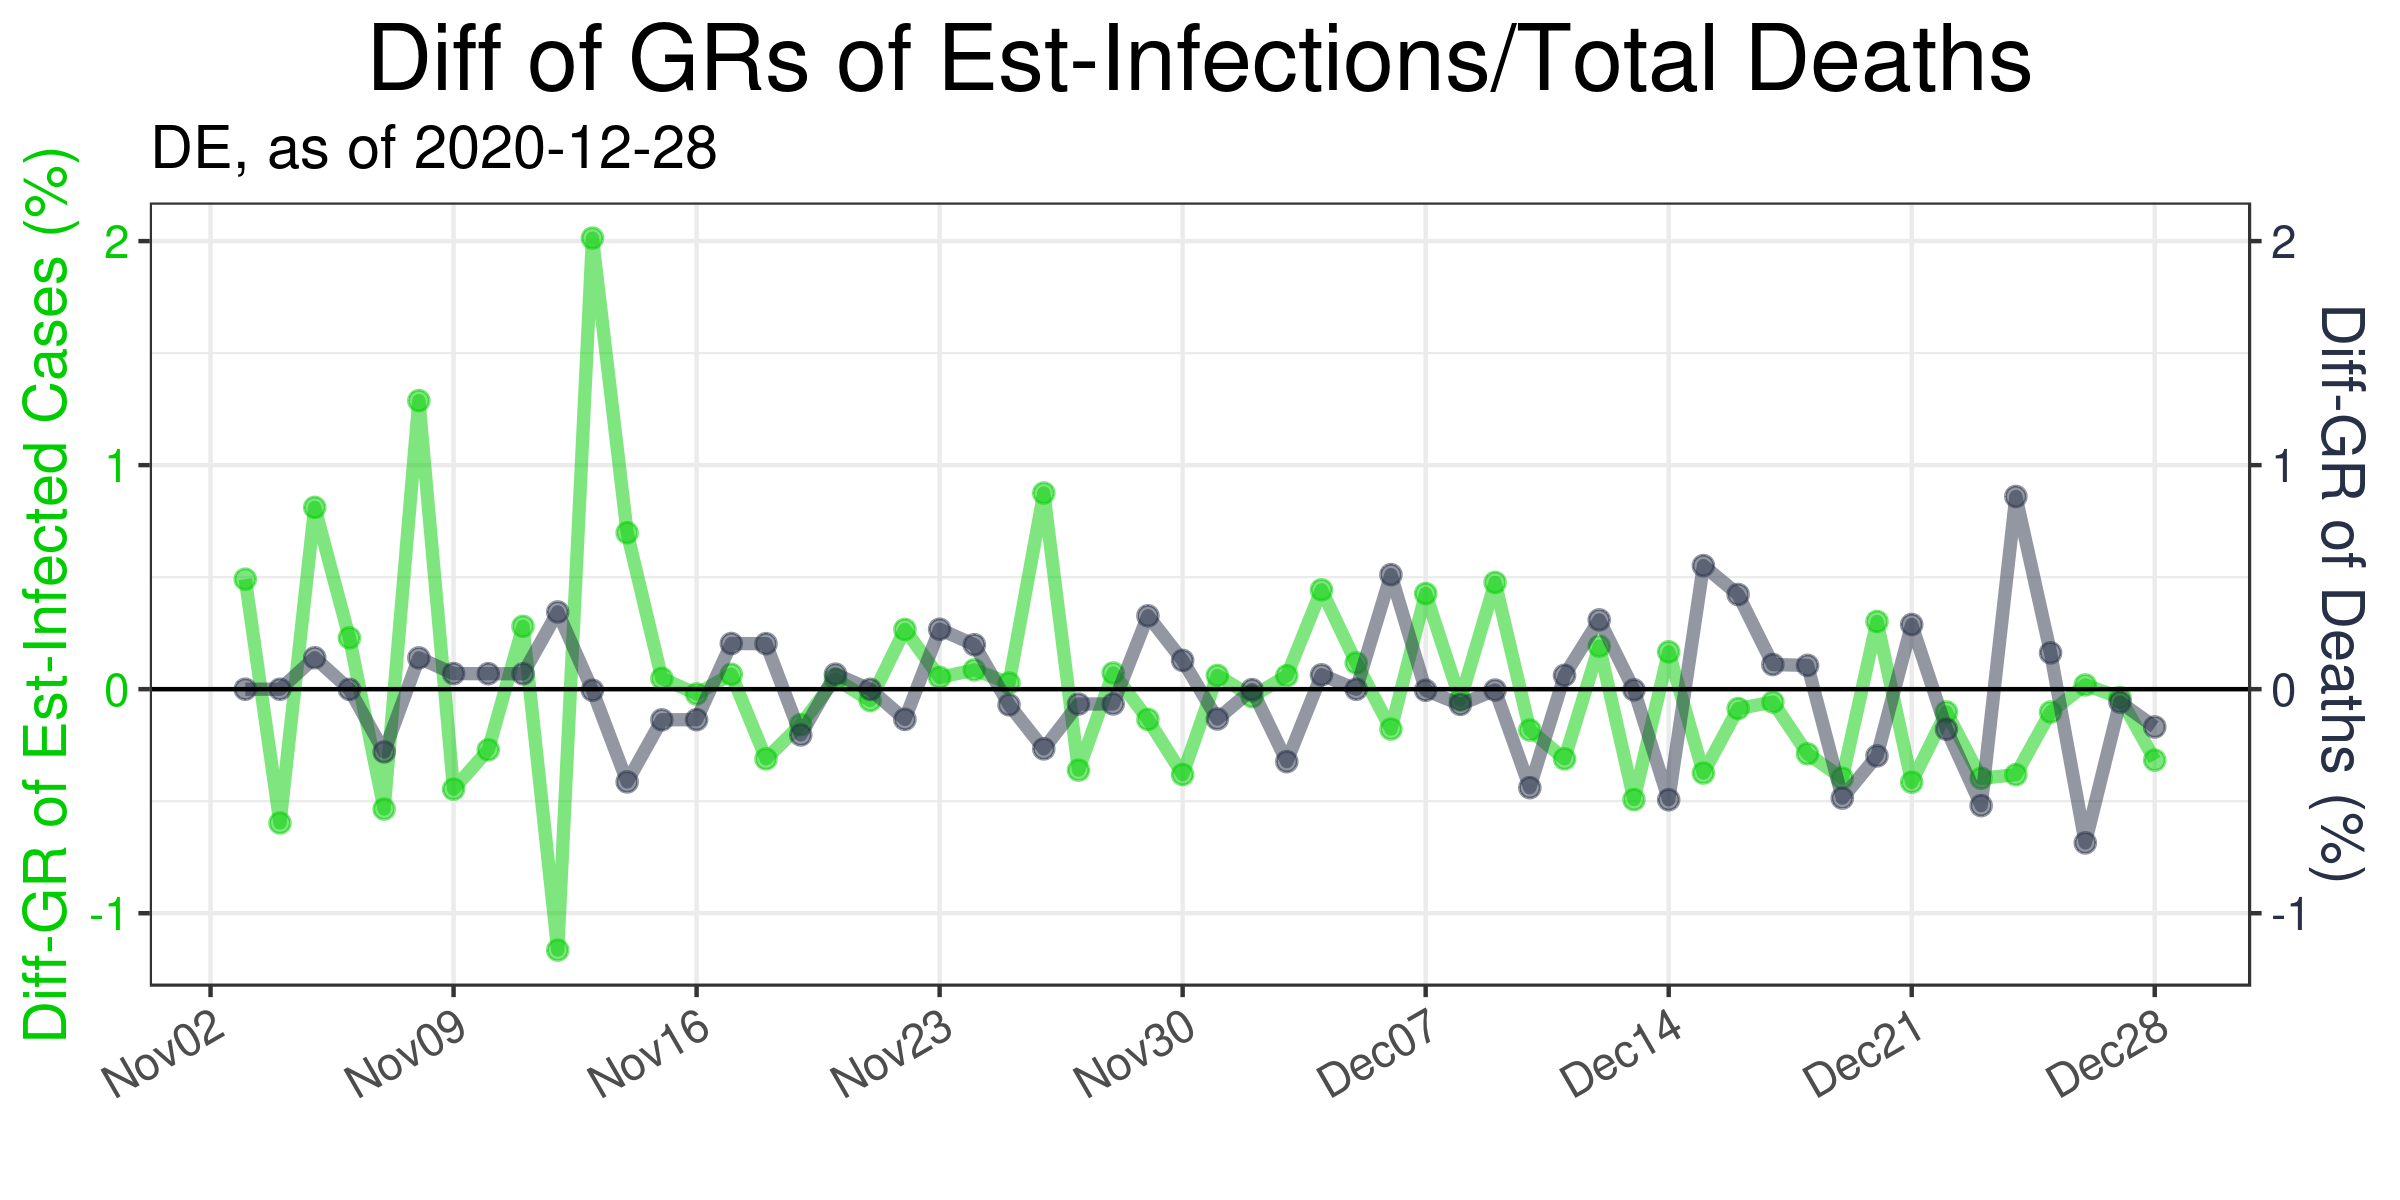 Diff of GRs of Est-Infections/Total Deaths
DE, as of 2020-12-28
Diff-GR of Est-Infected Cases (%)
2
1
0
-1
2
1
0
-1
Diff-GR of Deaths (%)
Nov02
Nov09
Nov16
Nov23
Nov30
Dec07
Dec14
Dec21
Dec28